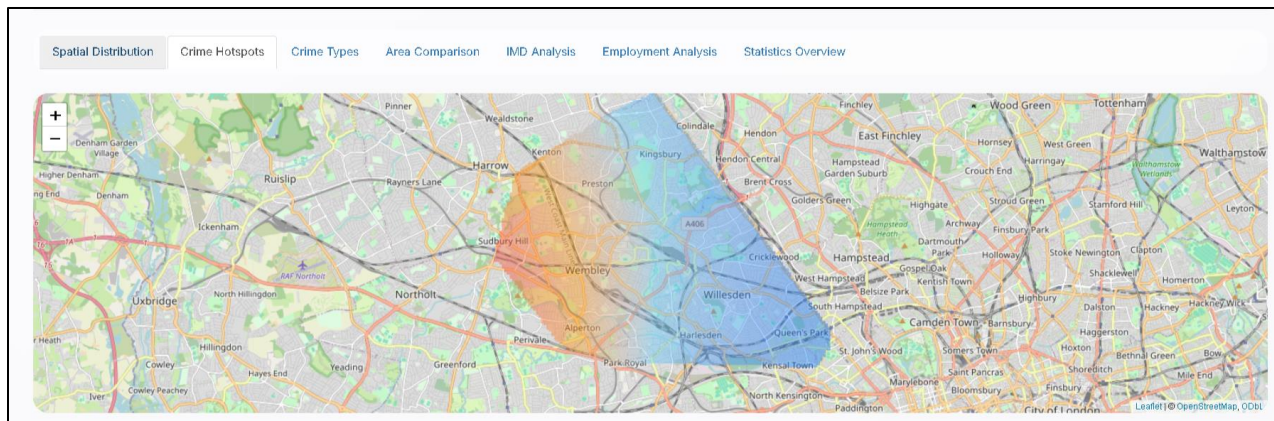 Spatial Distribution Crime Hotspots Crime Types Area Comparison IMD Analysis Employment Analysis Statistics Overview
+
−
Pinner
Wealdstone
Colindale
Hendon
Finchley
Wood Green
Tottenham
East Finchley
Denham Garden
Village
Kenton
Kingsbury
Hendon Central
Hampstead
Garden Suburb
Hornsey
West Green
Harringay
Walthamstow
Walthamstow
Wetlands
Higher Denham
Harrow
Ruislip
Rayners Lane
Preston
Brent Cross
Crouch End
Denham
Golders Green
Highgate
Stroud Green
Stamford Hill
Leyton
Ickenham
A406
Hampstead
Heath
Archway
Finsbury Park
Dartmouth
Park
Sudbury Hill
Holloway
Stoke Newington
Clapton
RAF Northolt
Wembley
Cricklewood
Hampstead
Gospel Oak
Shacklewell
Homerton
West Hampstead
Kentish Town
Uxbridge
North Hillingdon
Northolt
Willesden
Belsize Park
Highbury
Dalston
Hackney
Hackney Wick
South Hampstead
Camden Town
Barnsbury
Haggerston
Alperton
Harlesden
Queen's Park
Perivale
Hillingdon
St. John's Wood
Somers Town
Hoxton
Bethnal Green
Bow
Cowley
Hayes End
Yeading
Greenford
Park Royal
Kensal Town
Saint Pancras
Shoreditch
Mile End
Marylebone
Bloomsbury
Finsbury
Iver
Cowley Peachey
North Kensington
Paddington
City of London
Leaflet | © OpenStreetMap, ODbL